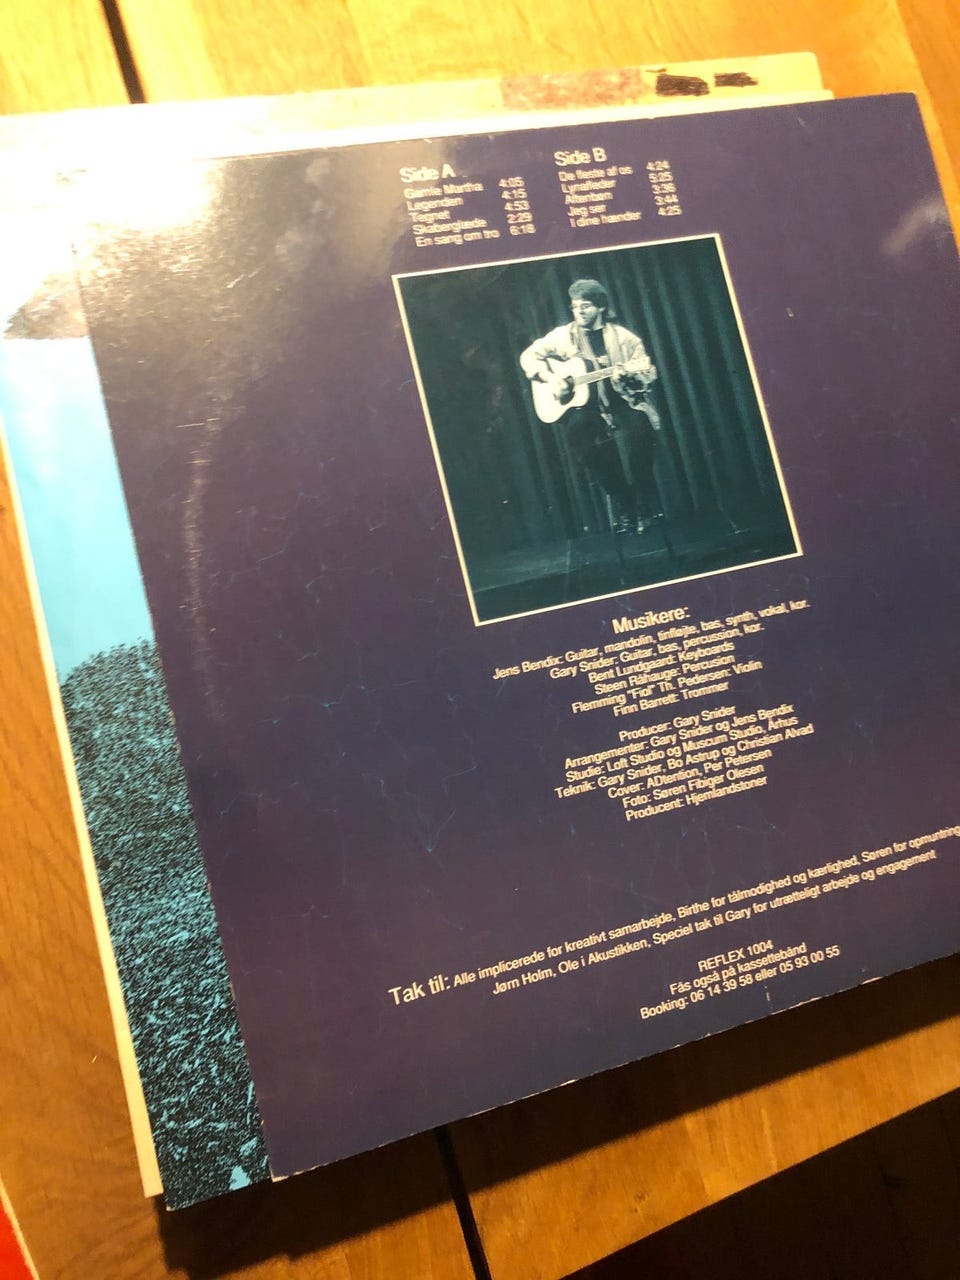 Side A
Gamle Martha 4:05
Legenden 4:15
Tegnet 4:53
Skaberglæde 2:29
En sang om tro 6:18
Side B
De fleste af os 4:24
Lynafleder 5:25
Aftenbøn 3:36
Jeg ser 3:44
I dine hænder 4:25
Musikere:
Jens Bendix: Guitar, mandolin, tinfløjte, bas, synth, vokal, kor.
Gary Snider: Guitar, bas, percussion, kor.
Bent Lundgaard: Keyboards
Steen Råhauge: Percusion
Flemming "Fiol" Th. Pedersen: Violin
Finn Barrett: Trommer
Producer: Gary Snider
Arrangementer: Gary Snider og Jens Bendix
Studie: Loft Studio og Muscum Studio, Århus
Teknik: Gary Snider, Bo Astrup og Christian Alvad
Cover: ADtention, Per Petersen
Foto: Søren Fibiger Olesen
Producent: Hjemlandstoner
Tak til: Alle implicerede for kreativt samarbejde, Birthe for tålmodighed og kærlighed, Søren for opmuntring
Jørn Holm, Ole i Akustikken, Speciel tak til Gary for utrætteligt arbejde og engagement
REFLEX 1004
Fås også på kassettebånd
Booking: 06 14 39 58 eller 05 93 00 55